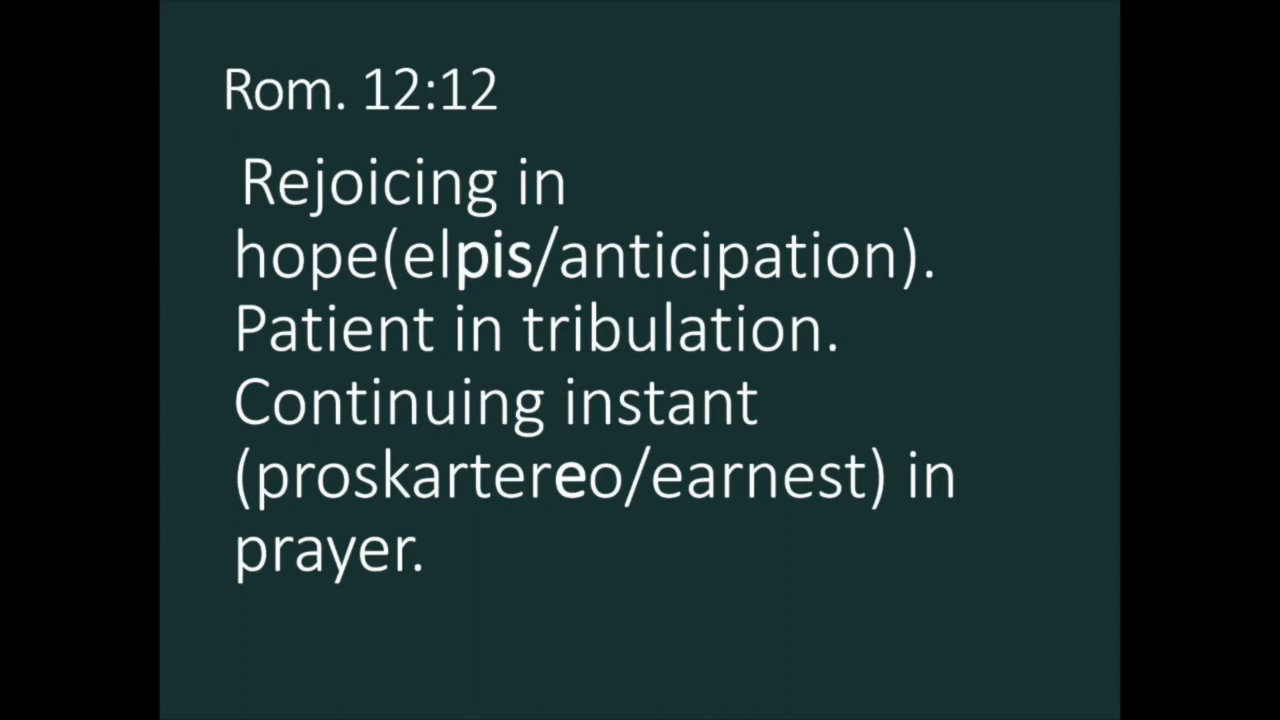 Rom. 12:12
Rejoicing in
hope(elpis/anticipation).
Patient in tribulation.
Continuing instant
(proskartereo/earnest) in
prayer.